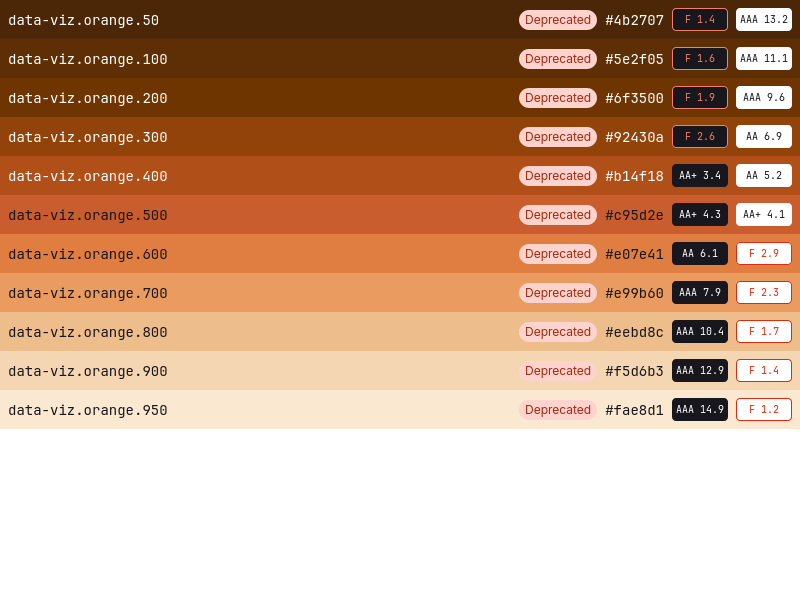 data-viz.orange.50 Deprecated #4b2707 F 1.4 AAA 13.2
data-viz.orange.100 Deprecated #5e2f05 F 1.6 AAA 11.1
data-viz.orange.200 Deprecated #6f3500 F 1.9 AAA 9.6
data-viz.orange.300 Deprecated #92430a F 2.6 AA 6.9
data-viz.orange.400 Deprecated #b14f18 AA+ 3.4 AA 5.2
data-viz.orange.500 Deprecated #c95d2e AA+ 4.3 AA+ 4.1
data-viz.orange.600 Deprecated #e07e41 AA 6.1 F 2.9
data-viz.orange.700 Deprecated #e99b60 AAA 7.9 F 2.3
data-viz.orange.800 Deprecated #eebd8c AAA 10.4 F 1.7
data-viz.orange.900 Deprecated #f5d6b3 AAA 12.9 F 1.4
data-viz.orange.950 Deprecated #fae8d1 AAA 14.9 F 1.2